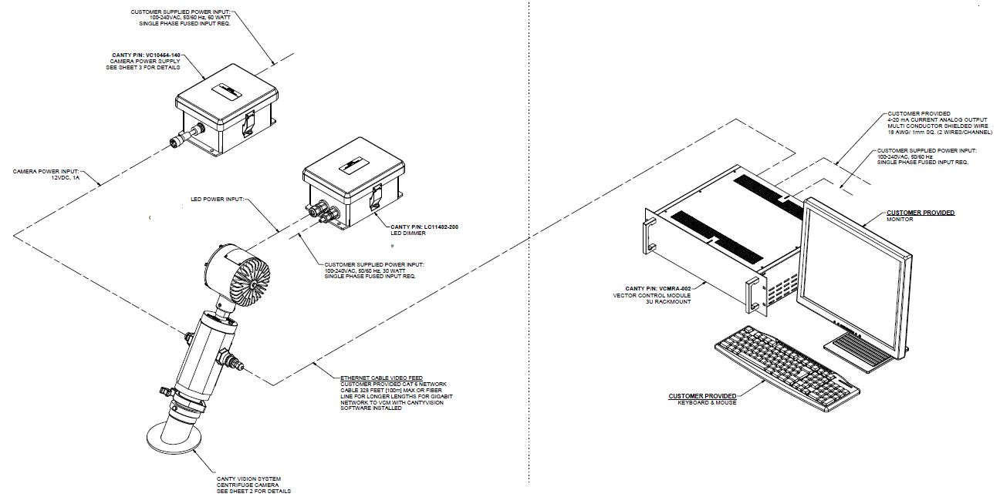 CUSTOMER SUPPLIED POWER INPUT:
100-240VAC, 50/60 Hz, 60 WATT
SINGLE PHASE FUSED INPUT REQ.
CANTY P/N: VC10454-140
CAMERA POWER SUPPLY
SEE SHEET 3 FOR DETAILS
CAMERA POWER INPUT:
12VDC, 1A
LED POWER INPUT:
CANTY P/N: LC11432-200
LED DIMMER
CUSTOMER SUPPLIED POWER INPUT:
100-240VAC, 50/60 Hz, 30 WATT
SINGLE PHASE FUSED INPUT REQ.
ETHERNET CABLE VIDEO FEED
CUSTOMER PROVIDED CAT 6 NETWORK
CABLE 328 FEET [100m] MAX OR FIBER
LINE FOR LONGER LENGTHS FOR GIGABIT
NETWORK TO VCM WITH CANTYVISION
SOFTWARE INSTALLED
CANTY VISION SYSTEM
CENTRIFUGE CAMERA
SEE SHEET 2 FOR DETAILS
CUSTOMER PROVIDED
4-20 mA CURRENT ANALOG OUTPUT
MULTI CONDUCTOR SHIELDED WIRE
18 AWG/ 1mm SQ. (2 WIRES/CHANNEL)
CUSTOMER SUPPLIED POWER INPUT:
100-240VAC, 50/60 Hz
SINGLE PHASE FUSED INPUT REQ.
CUSTOMER PROVIDED
MONITOR
CANTY P/N: VCMRA-002
VECTOR CONTROL MODULE
3U RACKMOUNT
CUSTOMER PROVIDED
KEYBOARD & MOUSE